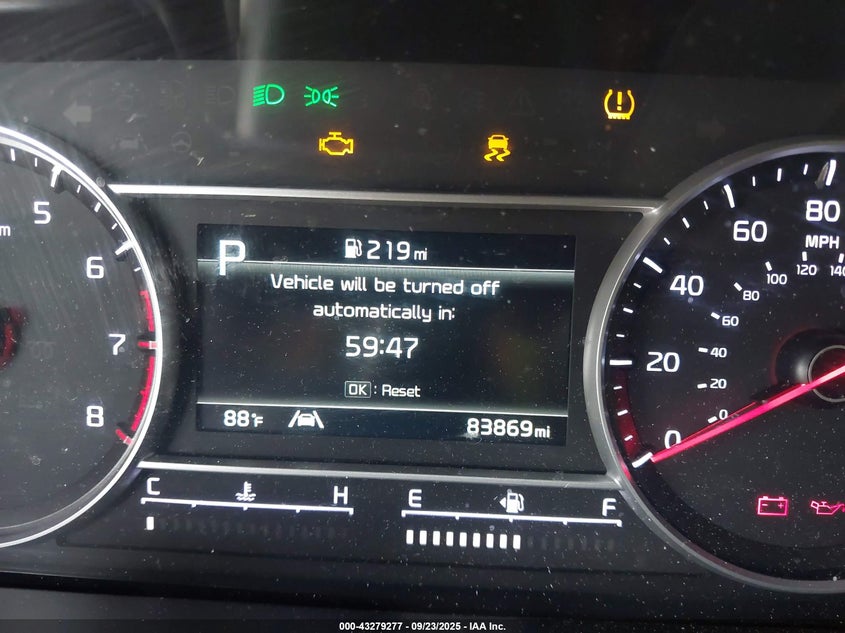 P
219 mi
Vehicle will be turned off
automatically in:
59:47
OK : Reset
88°F
83869 mi
5
6
7
8
C H
E F
0
20
40
60
80
MPH
0
20
40
60
80
100
120
140
000-43279277 - 09/23/2025 - IAA Inc.